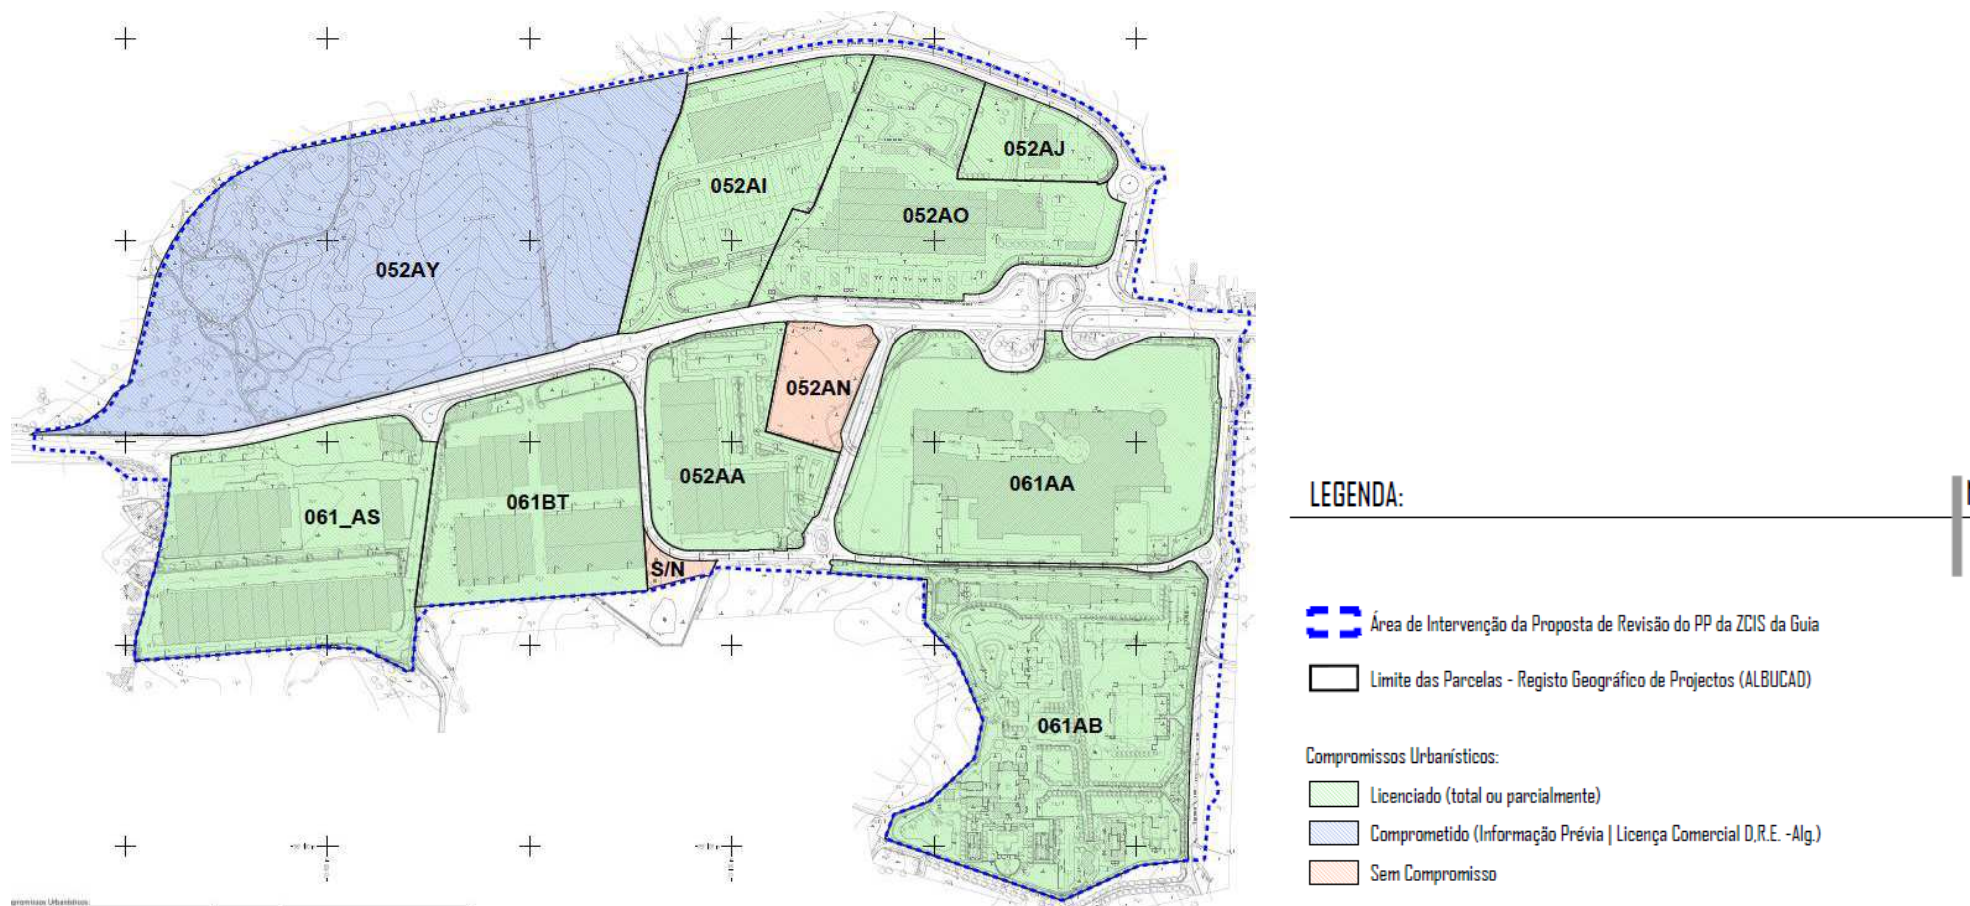 052AJ
052AI
052AO
052AY
052AN
052AA
061AA
061BT
061_AS
S/N
061AB
LEGENDA:
Área de Intervenção da Proposta de Revisão do PP da ZCIS da Guia
Limite das Parcelas - Registo Geográfico de Projectos (ALBUCAD)
Compromissos Urbanísticos:
Licenciado (total ou parcialmente)
Comprometido (Informação Prévia | Licença Comercial D.R.E. -Alg.)
Sem Compromisso